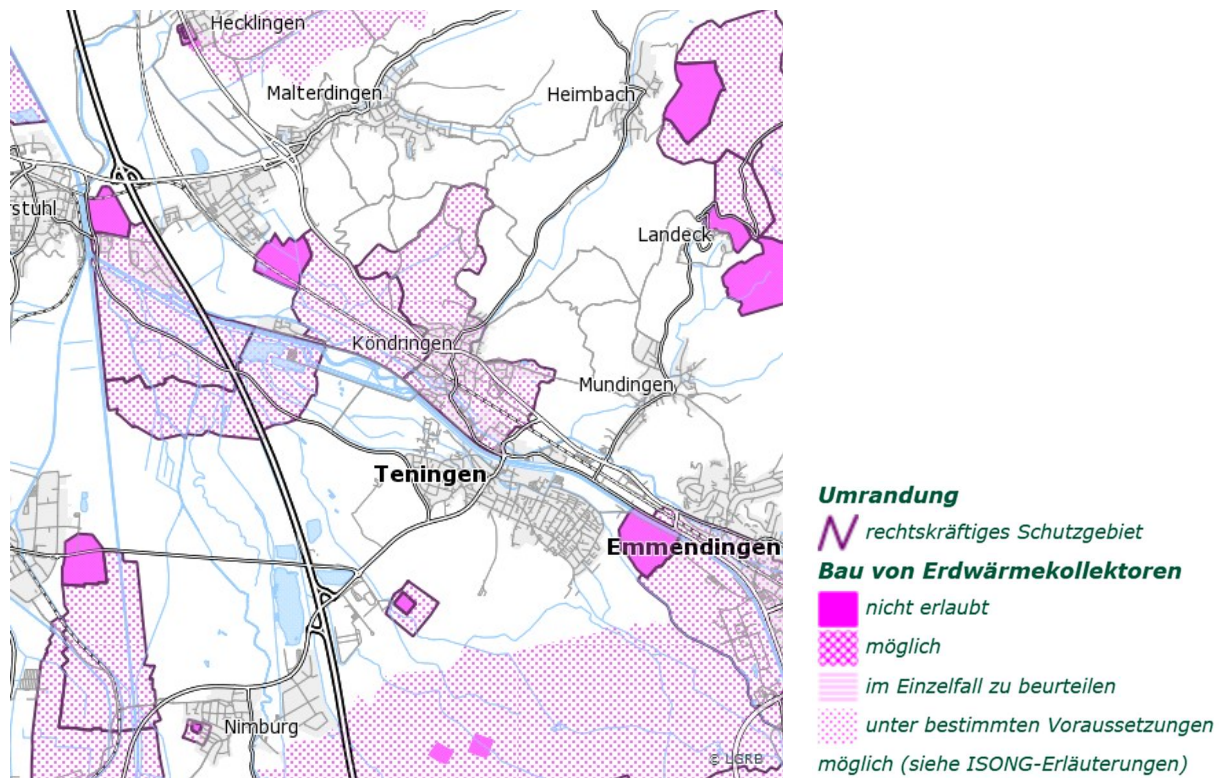 Hecklingen
Malterdingen
Heimbach
stuhl
Landeck
Köndringen
Mundingen
Teningen
Emmendingen
Nimburg
© LGRB
Umrandung
rechtskräftiges Schutzgebiet
Bau von Erdwärmekollektoren
nicht erlaubt
möglich
im Einzelfall zu beurteilen
unter bestimmten Voraussetzungen
möglich (siehe ISONG-Erläuterungen)